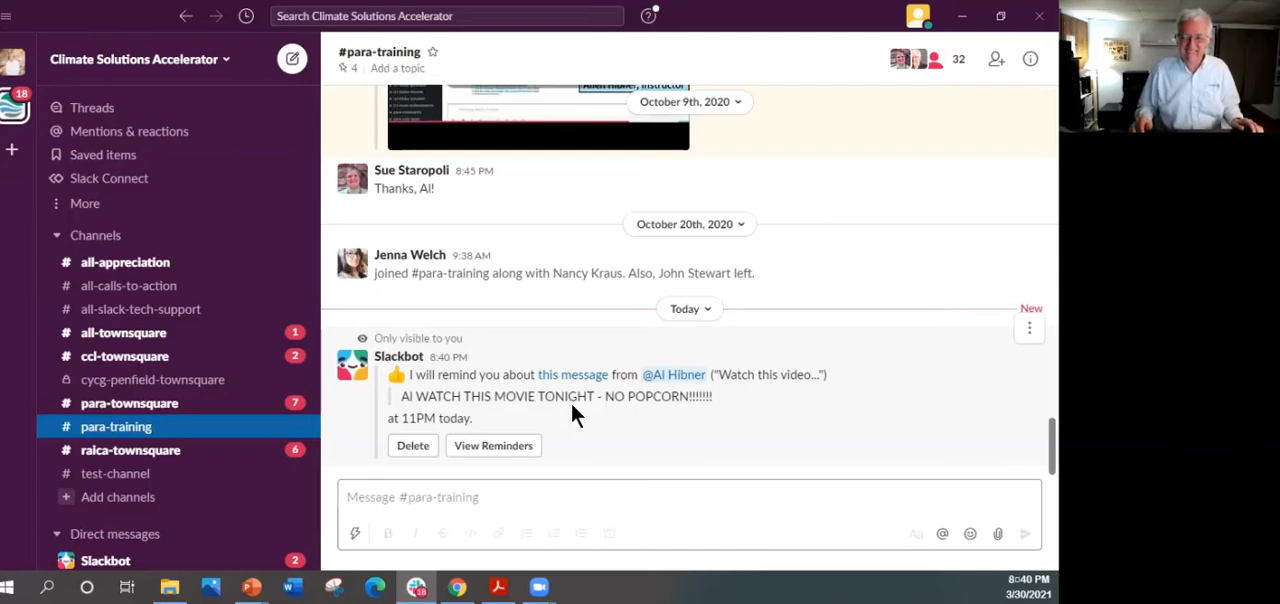 Search Climate Solutions Accelerator
Climate Solutions Accelerator
18
Threads
Mentions & reactions
Saved items
Slack Connect
More
Channels
# all-appreciation
# all-calls-to-action
# all-slack-tech-support
# all-townsquare 1
# ccl-townsquare 2
cycg-penfield-townsquare
# para-townsquare 7
# para-training
# raica-townsquare 6
# test-channel
+ Add channels
Direct messages
Slackbot 2
#para-training
4 Add a topic
32
Allen Hibner, Instructor
October 9th, 2020
Sue Staropoli 8:45 PM
Thanks, Al!
October 20th, 2020
Jenna Welch 9:38 AM
joined #para-training along with Nancy Kraus. Also, John Stewart left.
Today
New
Only visible to you
Slackbot 8:40 PM
I will remind you about this message from @Al Hibner ("Watch this video...")
Al WATCH THIS MOVIE TONIGHT - NO POPCORN!!!!!!!
at 11PM today.
Delete View Reminders
Message #para-training
Aa
8:40 PM
3/30/2021